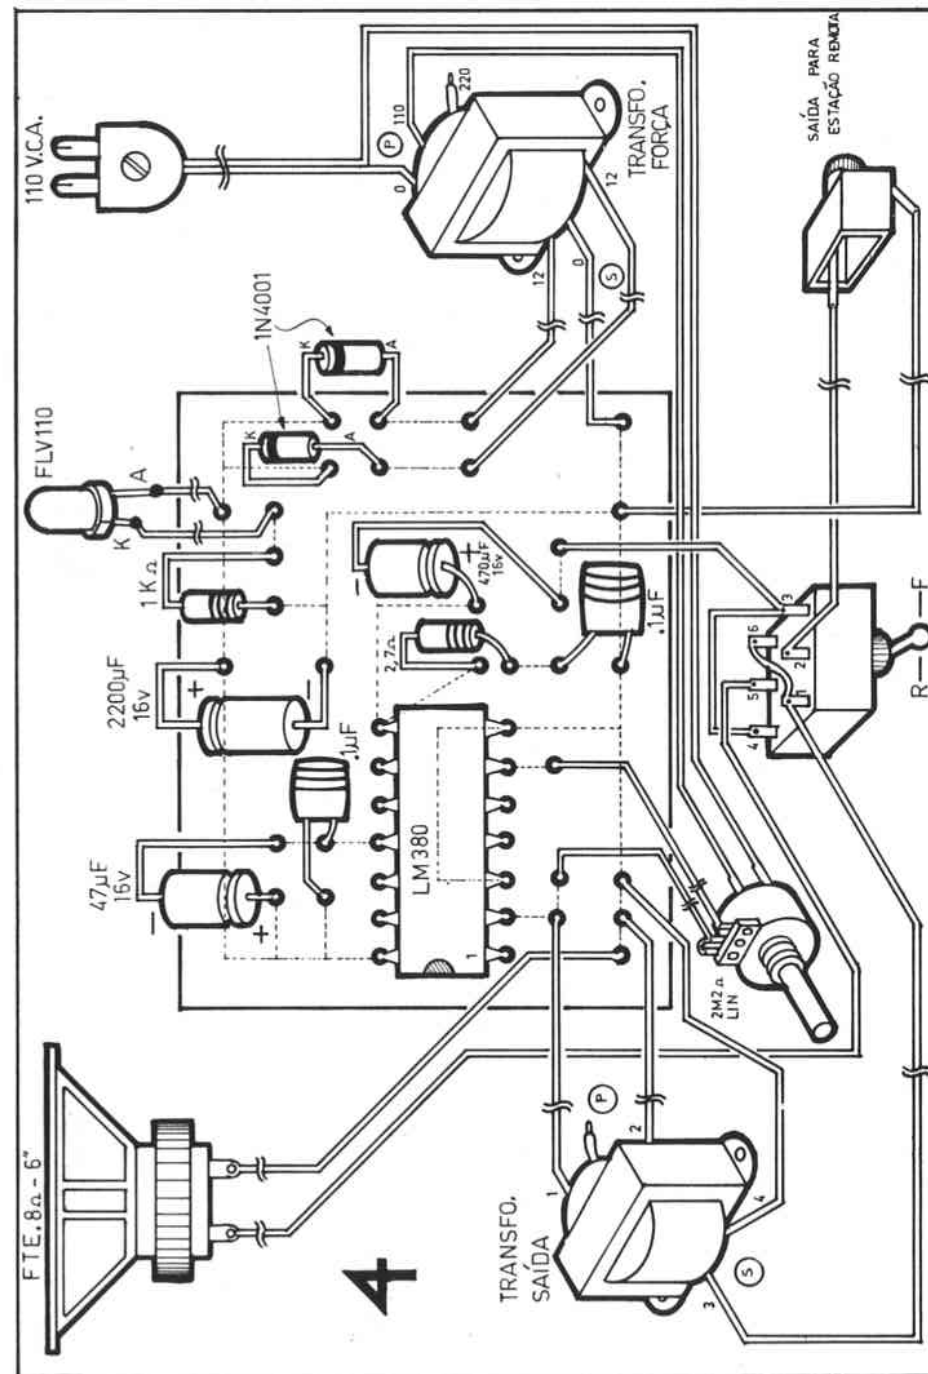 110 V.C.A.
P
0
110
220
TRANSFO.
FORÇA
12
0
12
S
SAÍDA PARA
ESTAÇÃO REMOTA
FLV110
A
K
1N4001
K
A
K
A
1KΩ
2200µF
16v
+
-
47µF
16v
-
+
.1µF
-
+
470µF
16v
2,7Ω
.1µF
LM 380
1
6
3
5
2
4
1
R
F
2M2Ω
LIN
FTE. 8Ω - 6"
4
TRANSFO.
SAÍDA
1
P
2
3
S
4